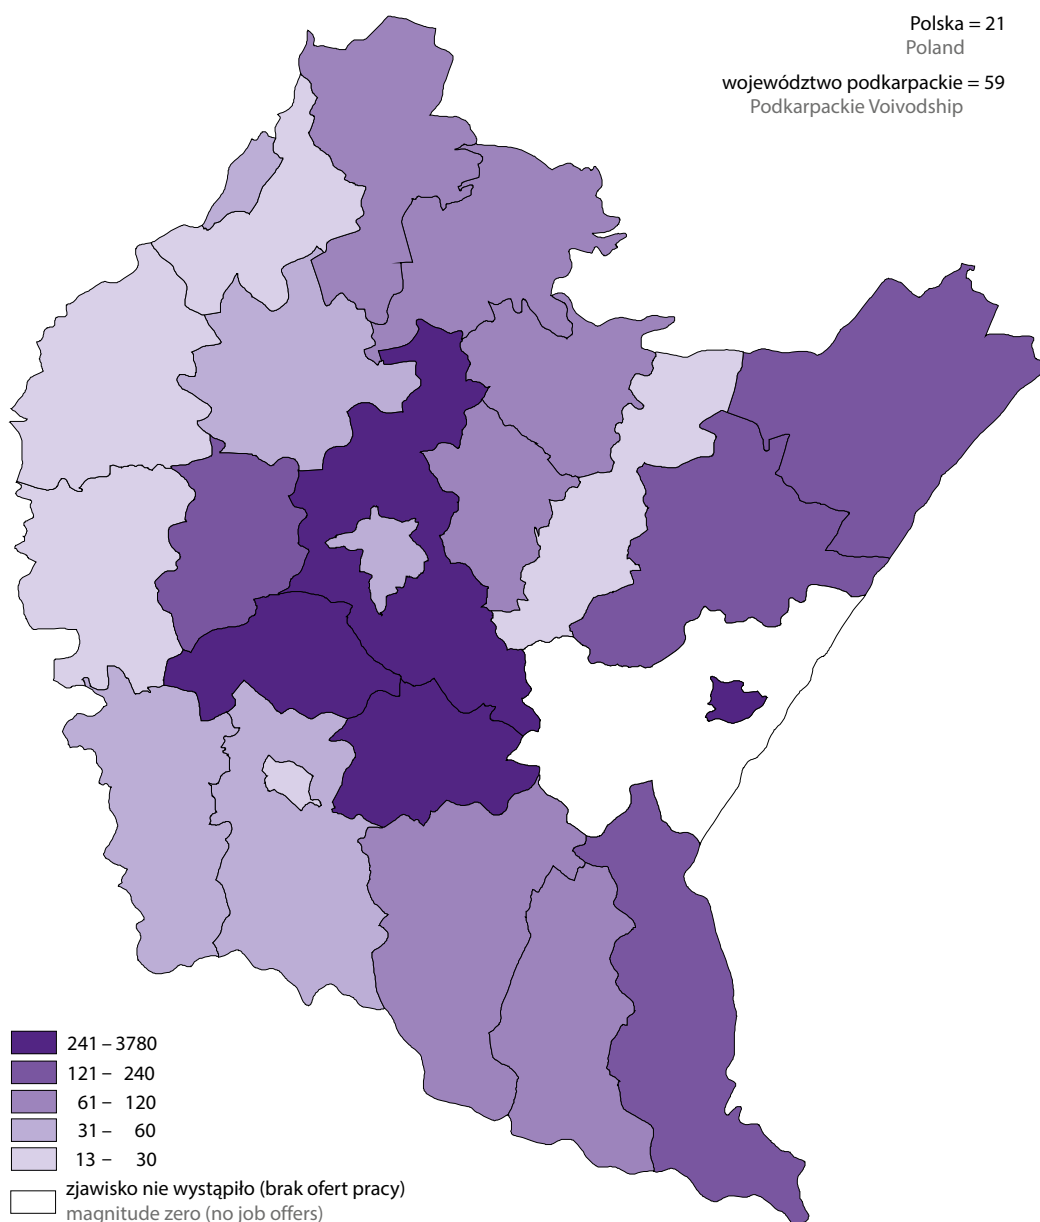 Polska = 21
Poland
województwo podkarpackie = 59
Podkarpackie Voivodship
241 – 3780
121 – 240
61 – 120
31 – 60
13 – 30
zjawisko nie wystąpiło (brak ofert pracy)
magnitude zero (no job offers)